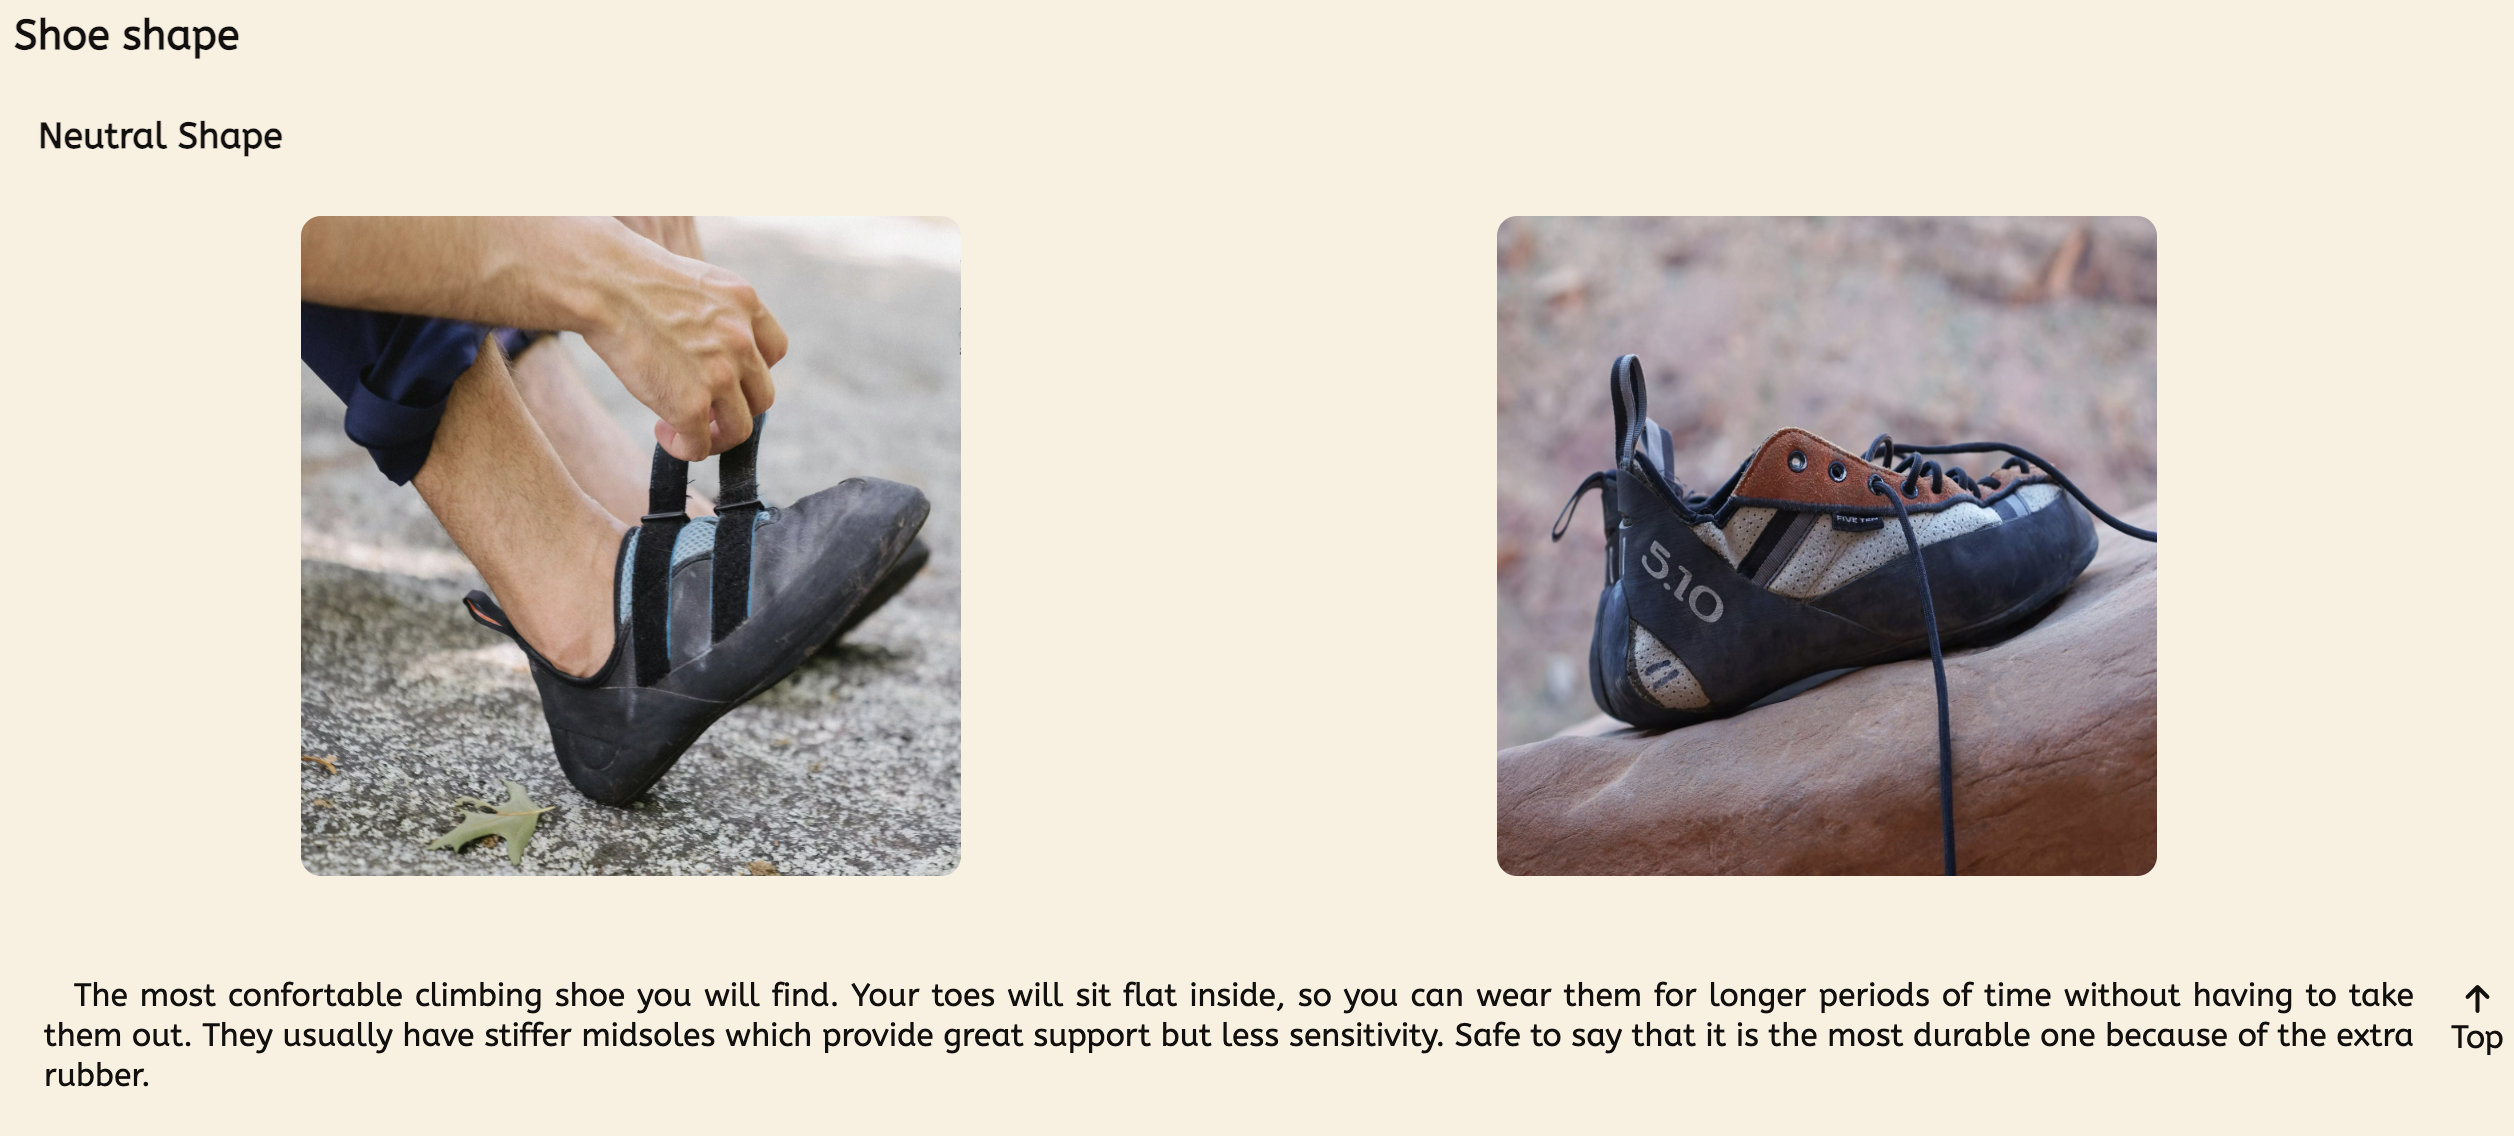 Shoe shape
Neutral Shape
5.10
FIVE TEN
The most confortable climbing shoe you will find. Your toes will sit flat inside, so you can wear them for longer periods of time without having to take
them out. They usually have stiffer midsoles which provide great support but less sensitivity. Safe to say that it is the most durable one because of the extra
rubber.
Top